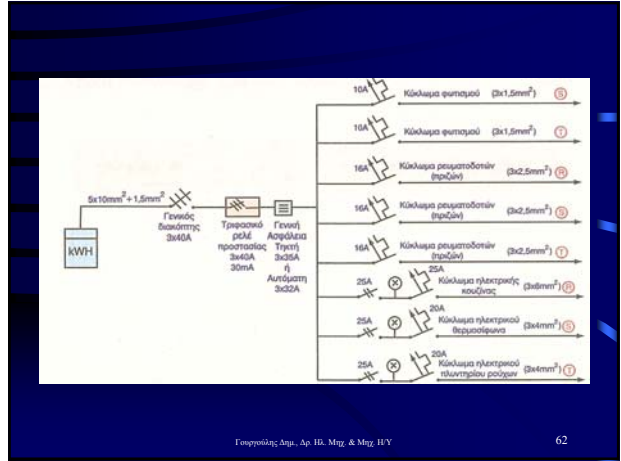 10A Κύκλωμα φωτισμού (3x1,5mm²) S
10A Κύκλωμα φωτισμού (3x1,5mm²) T
16A Κύκλωμα ρευματοδοτών (πριζών) (3x2,5mm²) R
16A Κύκλωμα ρευματοδοτών (πριζών) (3x2,5mm²) S
16A Κύκλωμα ρευματοδοτών (πριζών) (3x2,5mm²) T
25A 25A Κύκλωμα ηλεκτρικής κουζίνας (3x6mm²) R
25A 20A Κύκλωμα ηλεκτρικού θερμοσίφωνα (3x4mm²) S
25A 20A Κύκλωμα ηλεκτρικού πλυντηρίου ρούχων (3x4mm²) T
5x10mm²+1,5mm²
kWH
Γενικός
διακόπτης
3x40A
Τριφασικό
ρελέ
προστασίας
3x40A
30mA
Γενική
Ασφάλεια
Τηκτή
3x35A
ή
Αυτόματη
3x32A
Γουργούλης Δημ., Δρ. Ηλ. Μηχ. & Μηχ. Η/Υ
62